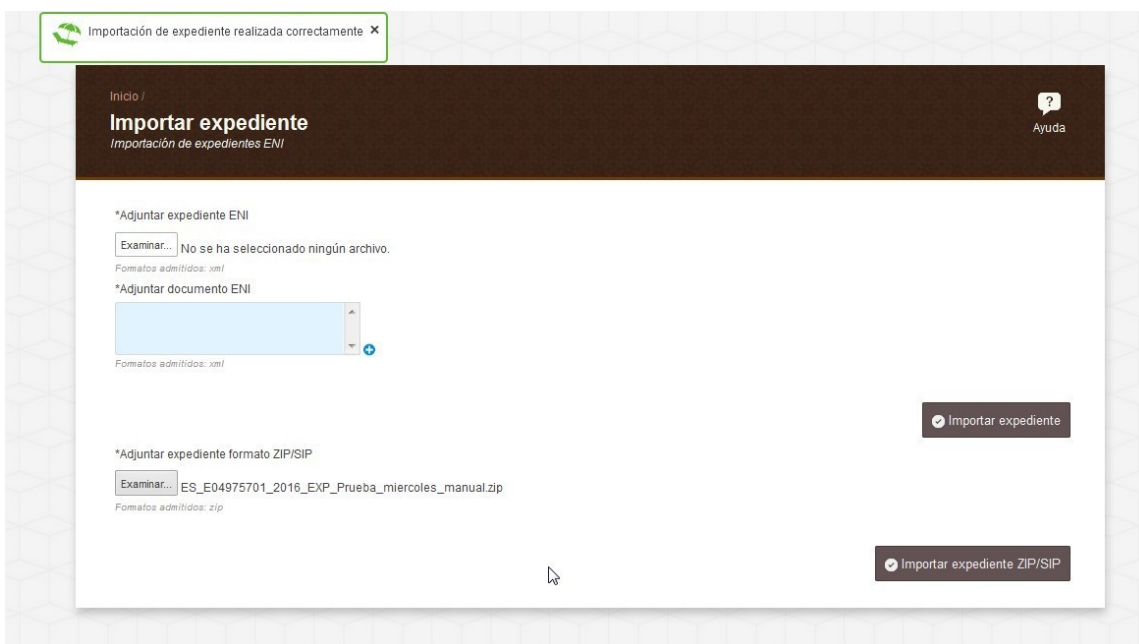 Importación de expediente realizada correctamente ×
Inicio /
Importar expediente
Importación de expedientes ENI
?
Ayuda
*Adjuntar expediente ENI
Examinar... No se ha seleccionado ningún archivo.
Formatos admitidos: xml
*Adjuntar documento ENI
Formatos admitidos: xml
Importar expediente
*Adjuntar expediente formato ZIP/SIP
Examinar... ES_E04975701_2016_EXP_Prueba_miercoles_manual.zip
Formatos admitidos: zip
Importar expediente ZIP/SIP